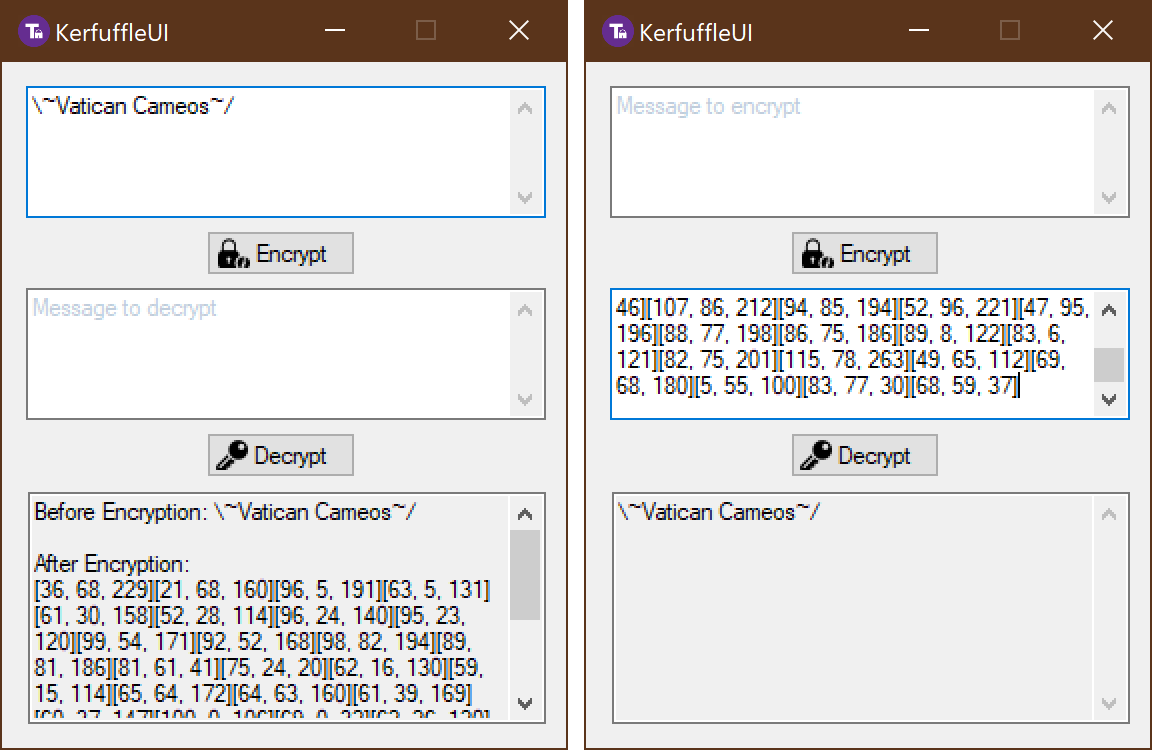 KerfuffleUI
\~Vatican Cameos~/
Encrypt
Message to decrypt
Decrypt
Before Encryption: \~Vatican Cameos~/
After Encryption:
[36, 68, 229][21, 68, 160][96, 5, 191][63, 5, 131]
[61, 30, 158][52, 28, 114][96, 24, 140][95, 23,
120][99, 54, 171][92, 52, 168][98, 82, 194][89,
81, 186][81, 61, 41][75, 24, 20][62, 16, 130][59,
15, 114][65, 64, 172][64, 63, 160][61, 39, 169]
KerfuffleUI
Message to encrypt
Encrypt
46][107, 86, 212][94, 85, 194][52, 96, 221][47, 95,
196][88, 77, 198][86, 75, 186][89, 8, 122][83, 6,
121][82, 75, 201][115, 78, 263][49, 65, 112][69,
68, 180][5, 55, 100][83, 77, 30][68, 59, 37]
Decrypt
\~Vatican Cameos~/